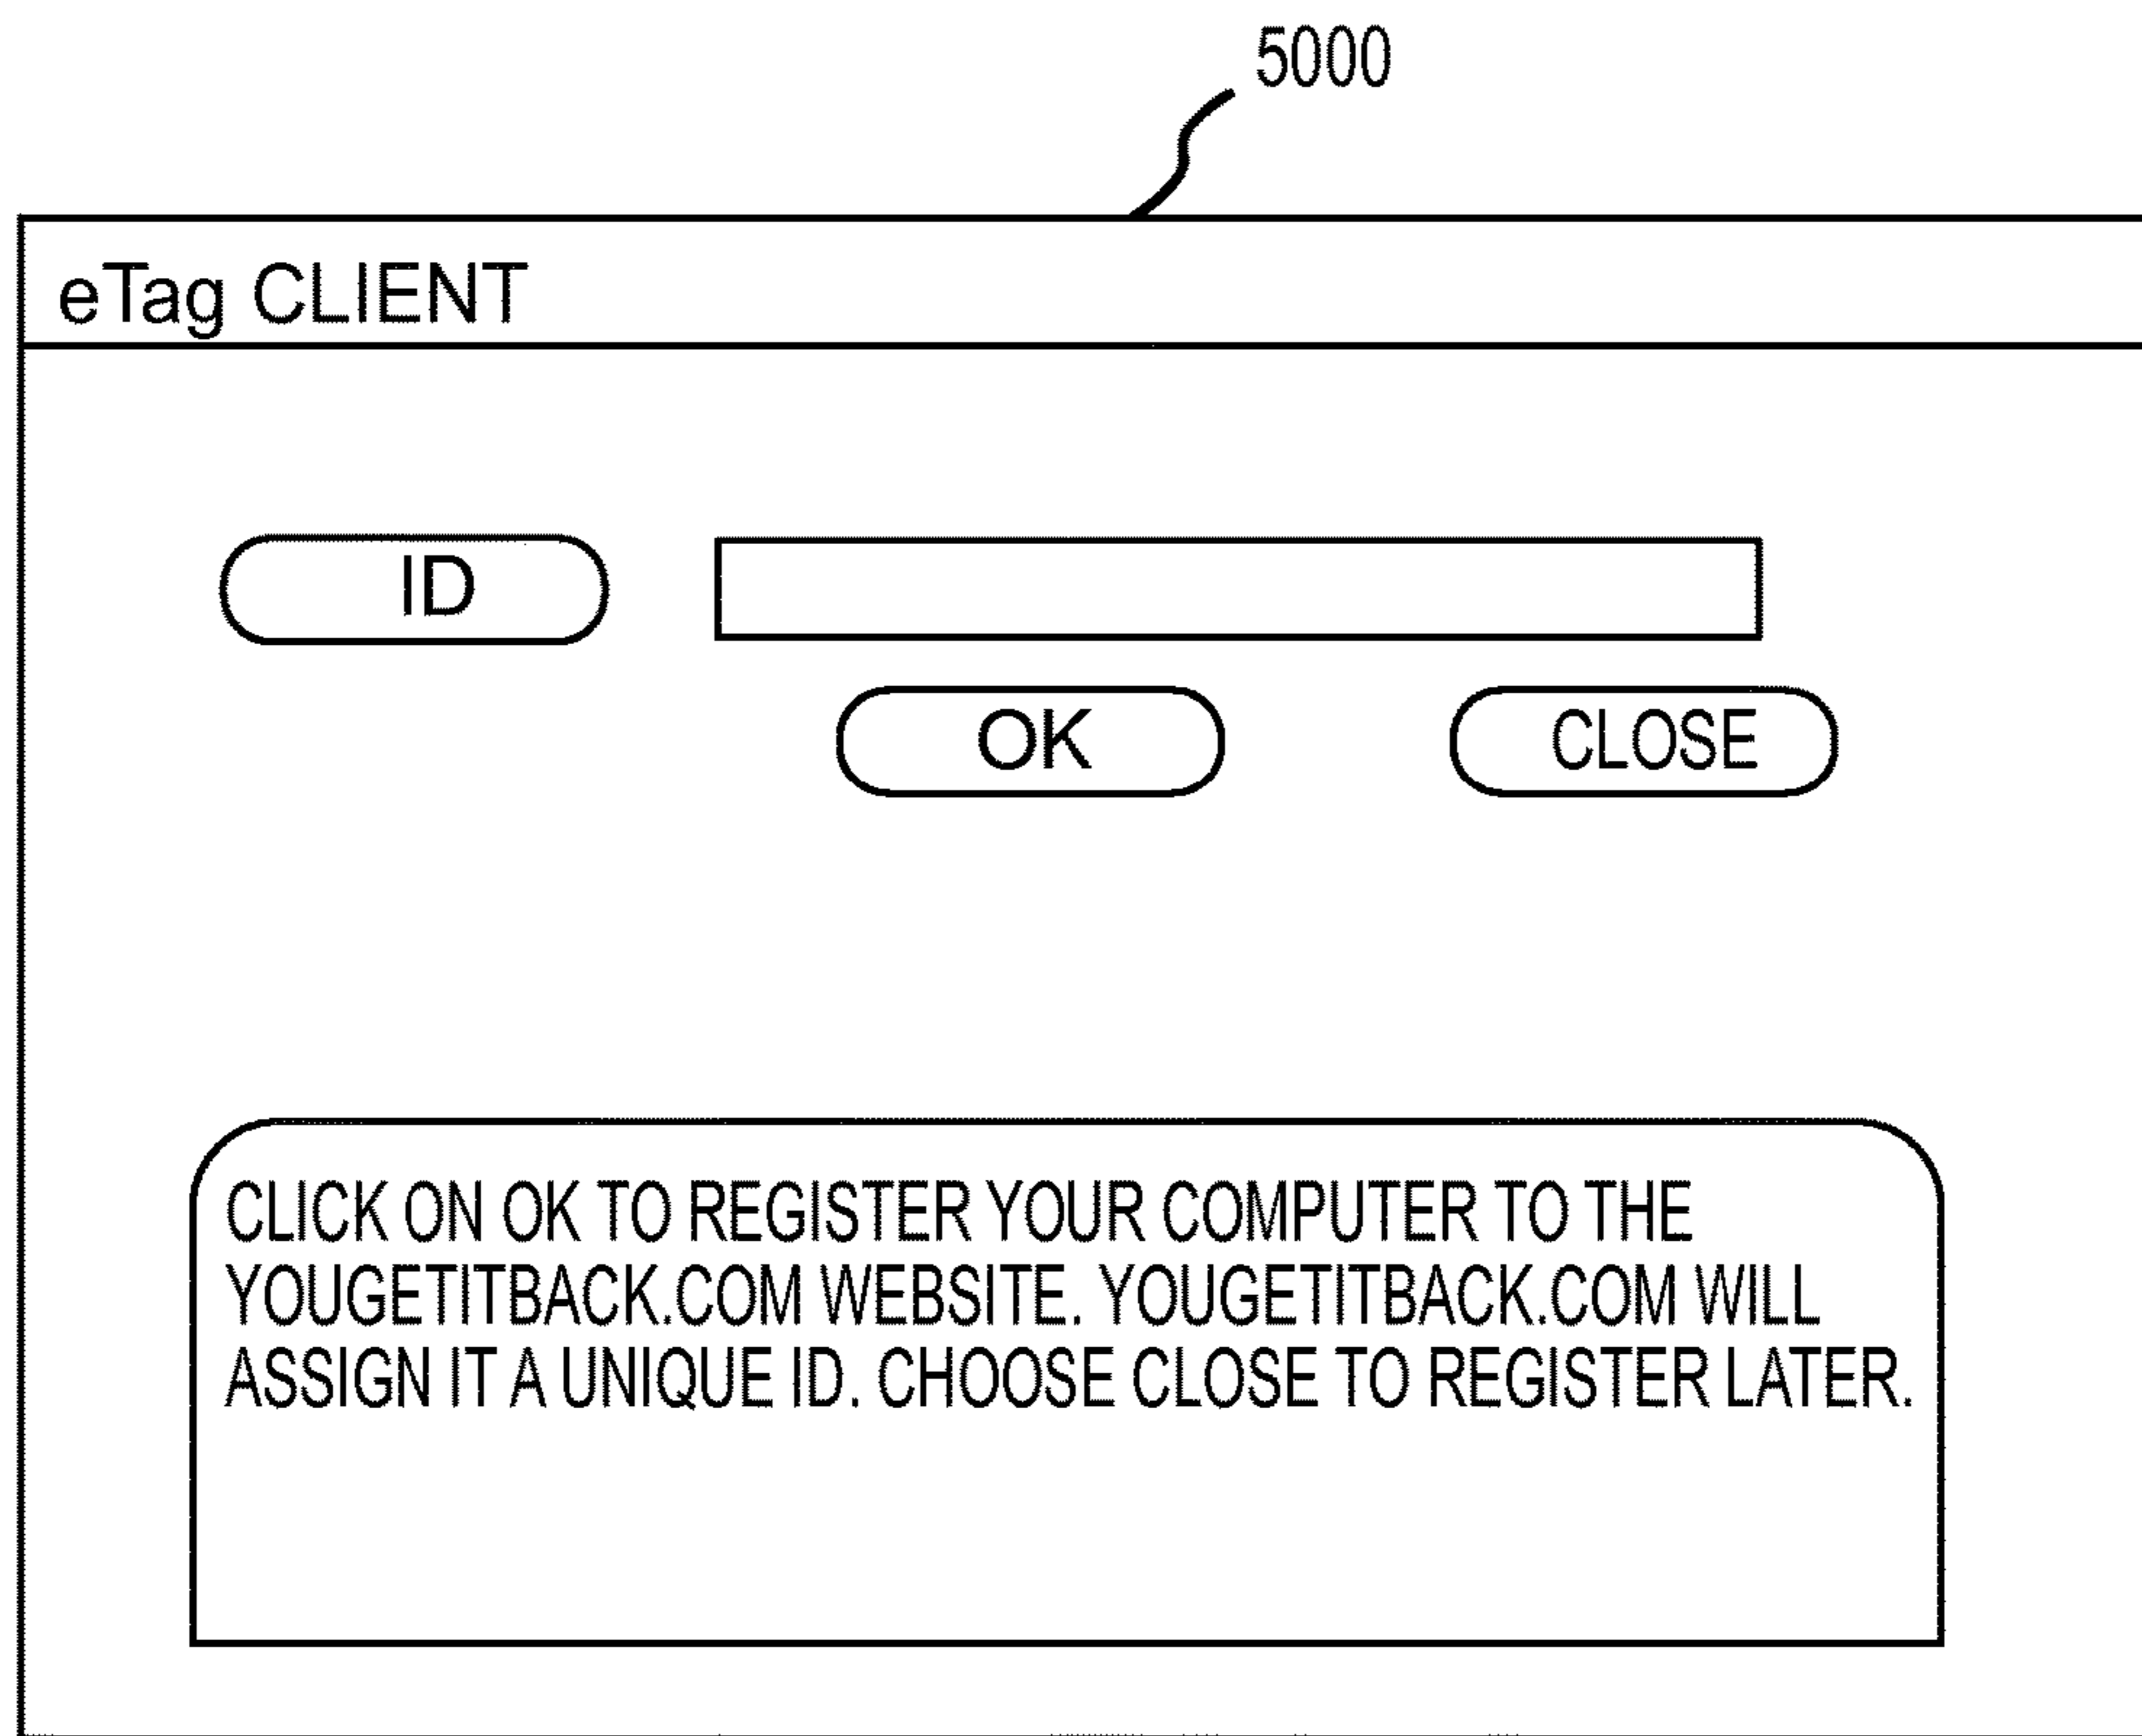 5000
eTag CLIENT
ID
OK CLOSE
CLICK ON OK TO REGISTER YOUR COMPUTER TO THE
YOUGETITBACK.COM WEBSITE. YOUGETITBACK.COM WILL
ASSIGN IT A UNIQUE ID. CHOOSE CLOSE TO REGISTER LATER.